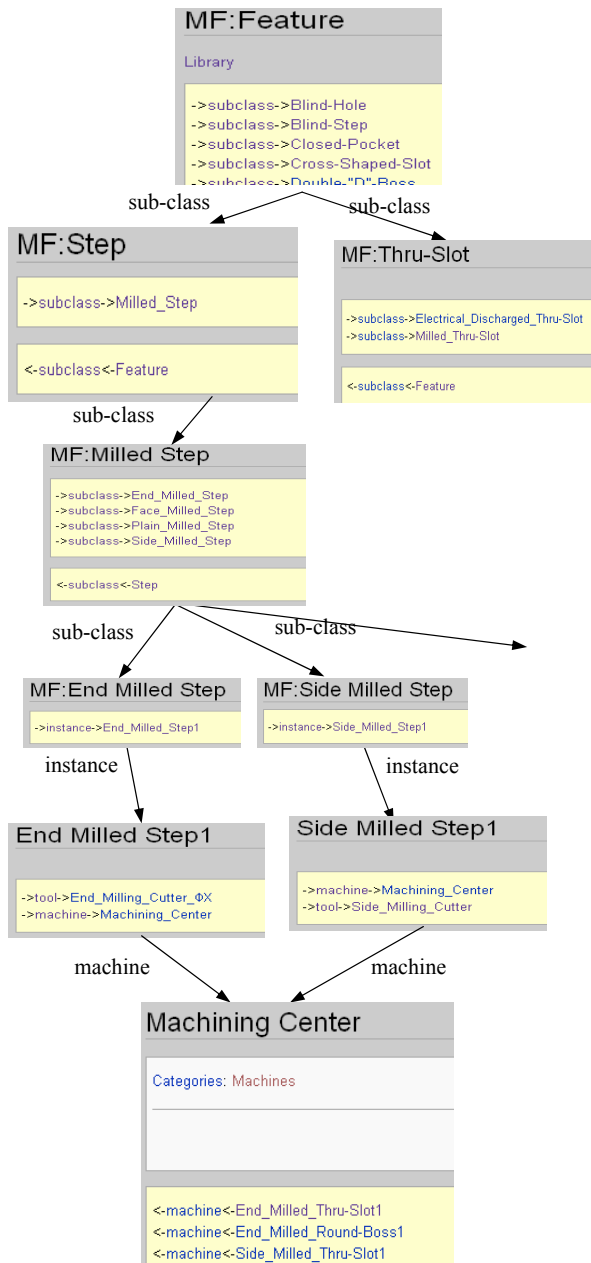 MF:Feature
Library
->subclass->Blind-Hole
->subclass->Blind-Step
->subclass->Closed-Pocket
->subclass->Cross-Shaped-Slot
->subclass->Double-"D"-Boss
sub-class
sub-class
MF:Step
->subclass->Milled_Step
<-subclass<-Feature
MF:Thru-Slot
->subclass->Electrical_Discharged_Thru-Slot
->subclass->Milled_Thru-Slot
<-subclass<-Feature
sub-class
MF:Milled Step
->subclass->End_Milled_Step
->subclass->Face_Milled_Step
->subclass->Plain_Milled_Step
->subclass->Side_Milled_Step
<-subclass<-Step
sub-class
sub-class
MF:End Milled Step
->instance->End_Milled_Step1
MF:Side Milled Step
->instance->Side_Milled_Step1
instance
instance
End Milled Step1
->tool->End_Milling_Cutter_ΦX
->machine->Machining_Center
Side Milled Step1
->machine->Machining_Center
->tool->Side_Milling_Cutter
machine
machine
Machining Center
Categories: Machines
<-machine<-End_Milled_Thru-Slot1
<-machine<-End_Milled_Round-Boss1
<-machine<-Side_Milled_Thru-Slot1